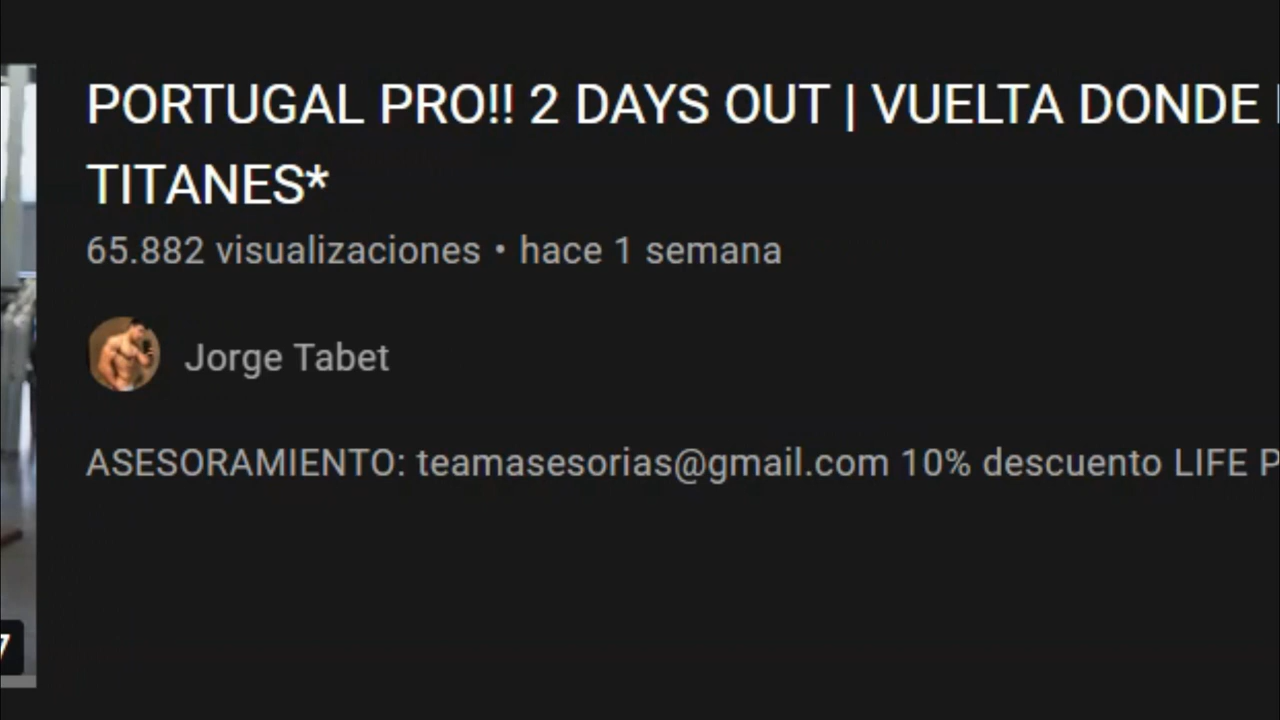 PORTUGAL PRO!! 2 DAYS OUT | VUELTA DONDE
TITANES*
65.882 visualizaciones • hace 1 semana
Jorge Tabet
ASESORAMIENTO: teamasesorias@gmail.com 10% descuento LIFE P
7